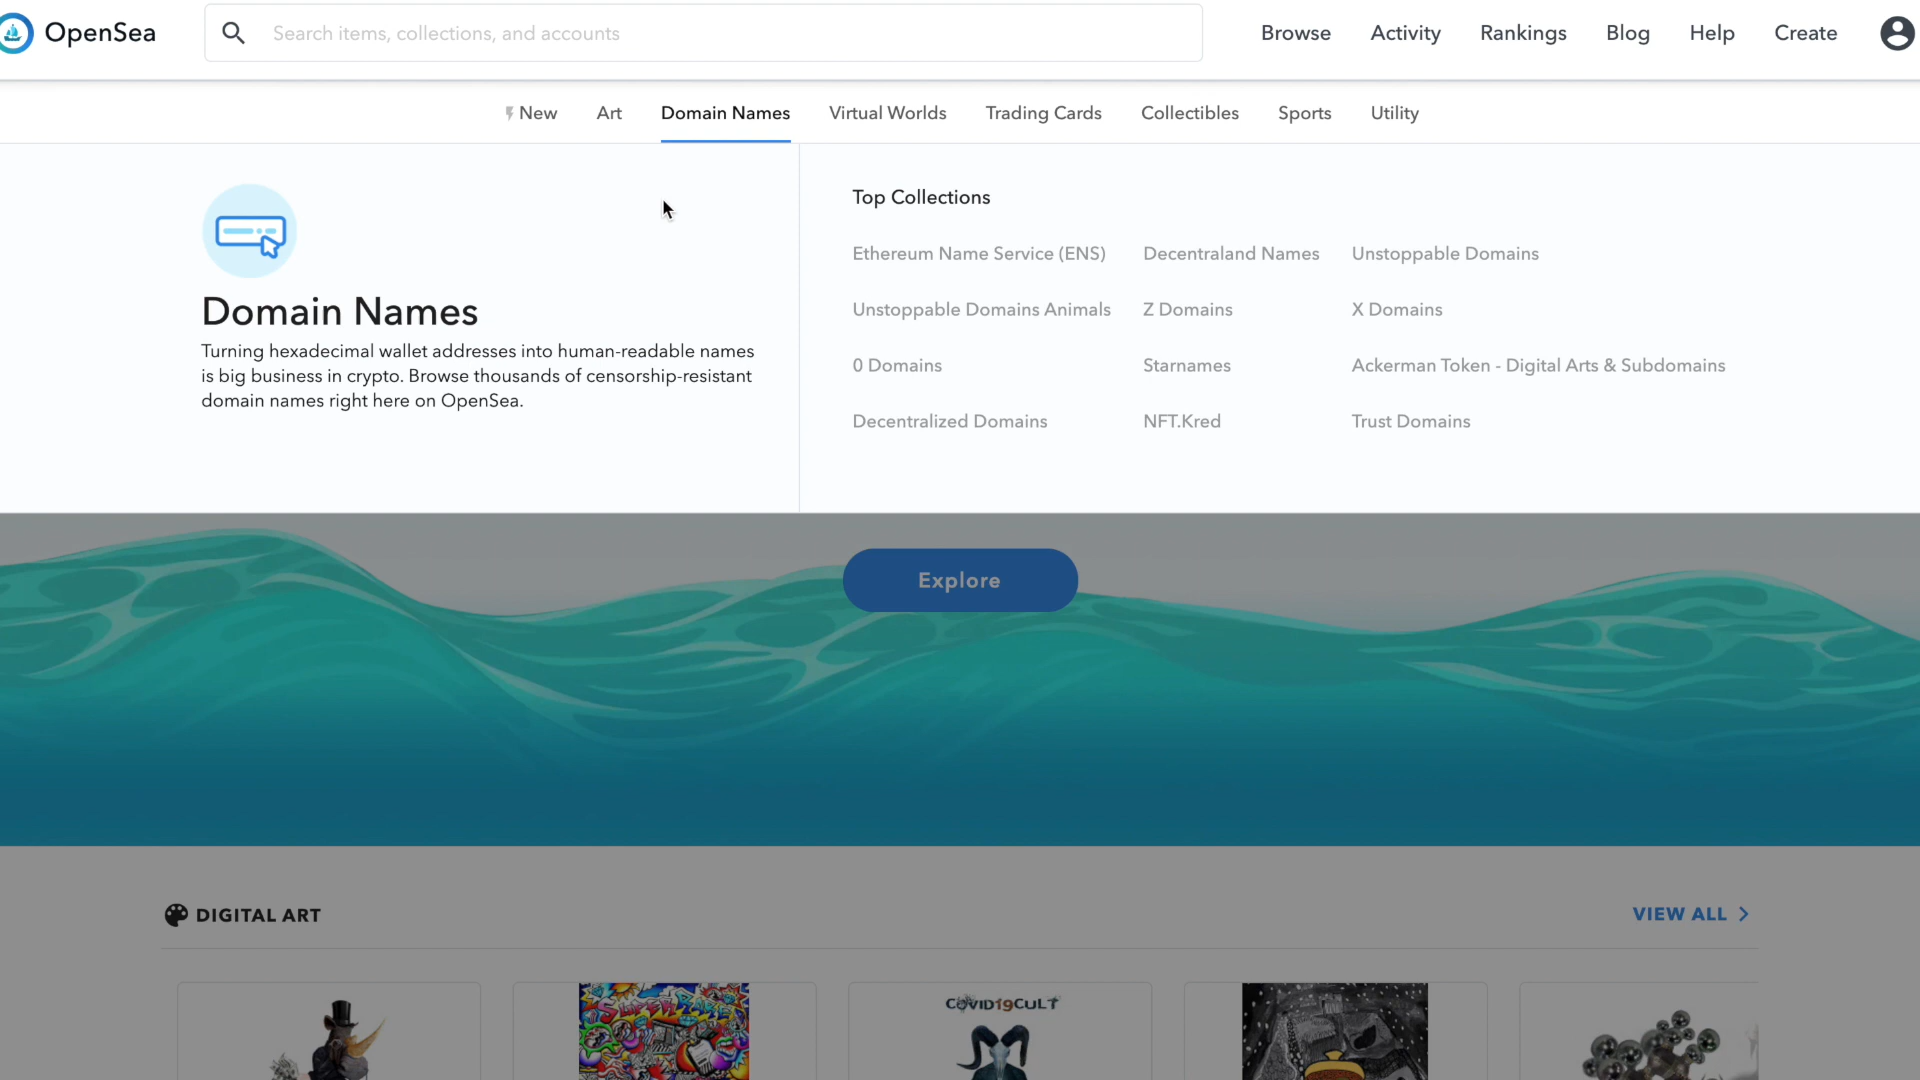 OpenSea
Search items, collections, and accounts
Browse
Activity
Rankings
Blog
Help
Create
New
Art
Domain Names
Virtual Worlds
Trading Cards
Collectibles
Sports
Utility
Domain Names
Turning hexadecimal wallet addresses into human-readable names
is big business in crypto. Browse thousands of censorship-resistant
domain names right here on OpenSea.
Top Collections
Ethereum Name Service (ENS)
Decentraland Names
Unstoppable Domains
Unstoppable Domains Animals
Z Domains
X Domains
0 Domains
Starnames
Ackerman Token - Digital Arts & Subdomains
Decentralized Domains
NFT.Kred
Trust Domains
Explore
DIGITAL ART
VIEW ALL
SUPERRARE
COVID19CULT